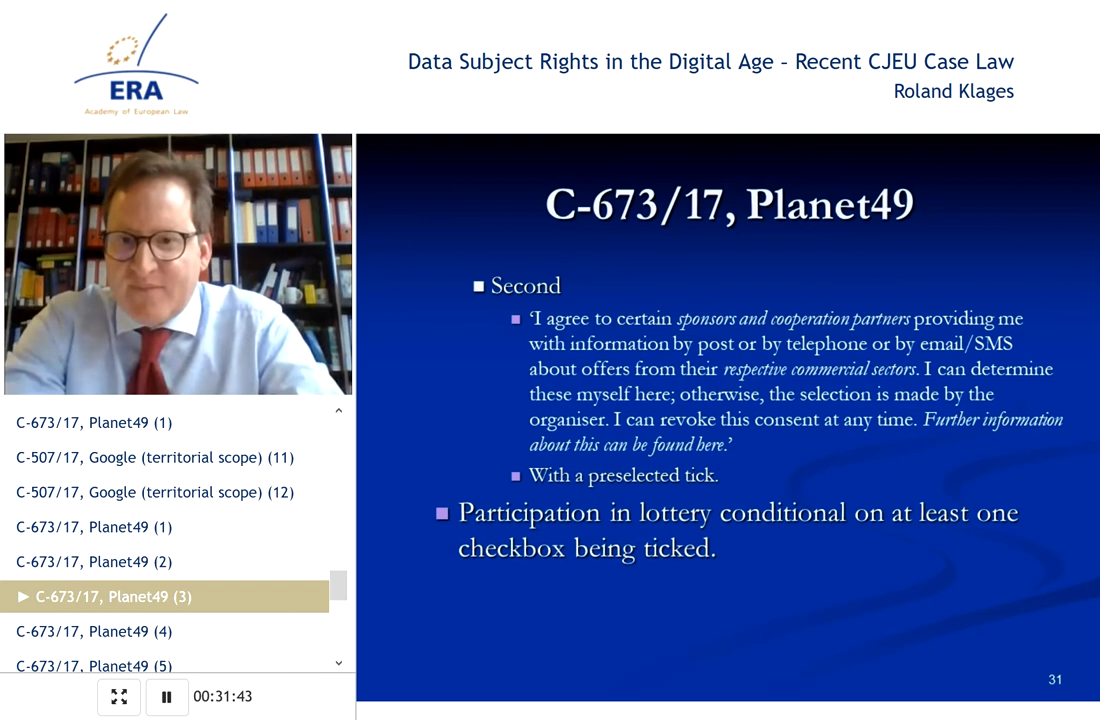 ERA
Academy of European Law
Data Subject Rights in the Digital Age - Recent CJEU Case Law
Roland Klages
C-673/17, Planet49
Second
‘I agree to certain sponsors and cooperation partners providing me
with information by post or by telephone or by email/SMS
about offers from their respective commercial sectors. I can determine
these myself here; otherwise, the selection is made by the
organiser. I can revoke this consent at any time. Further information
about this can be found here.’
With a preselected tick.
Participation in lottery conditional on at least one
checkbox being ticked.
31
C-673/17, Planet49 (1)
C-507/17, Google (territorial scope) (11)
C-507/17, Google (territorial scope) (12)
C-673/17, Planet49 (1)
C-673/17, Planet49 (2)
► C-673/17, Planet49 (3)
C-673/17, Planet49 (4)
C-673/17, Planet49 (5)
00:31:43